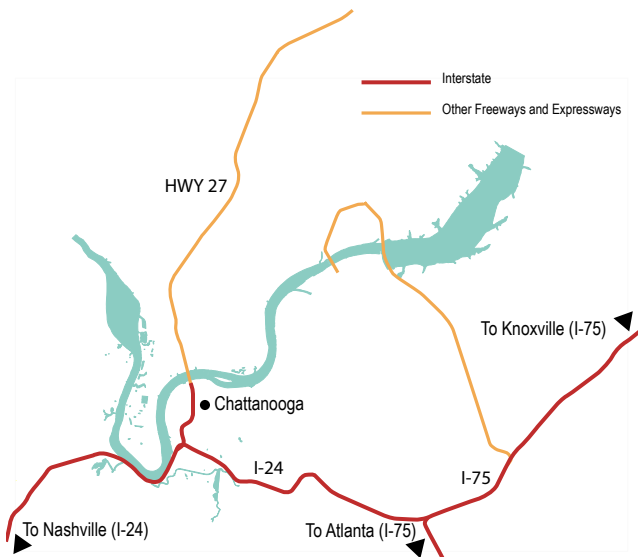 Interstate
Other Freeways and Expressways
HWY 27
To Knoxville (I-75)
Chattanooga
I-24
I-75
To Nashville (I-24)
To Atlanta (I-75)